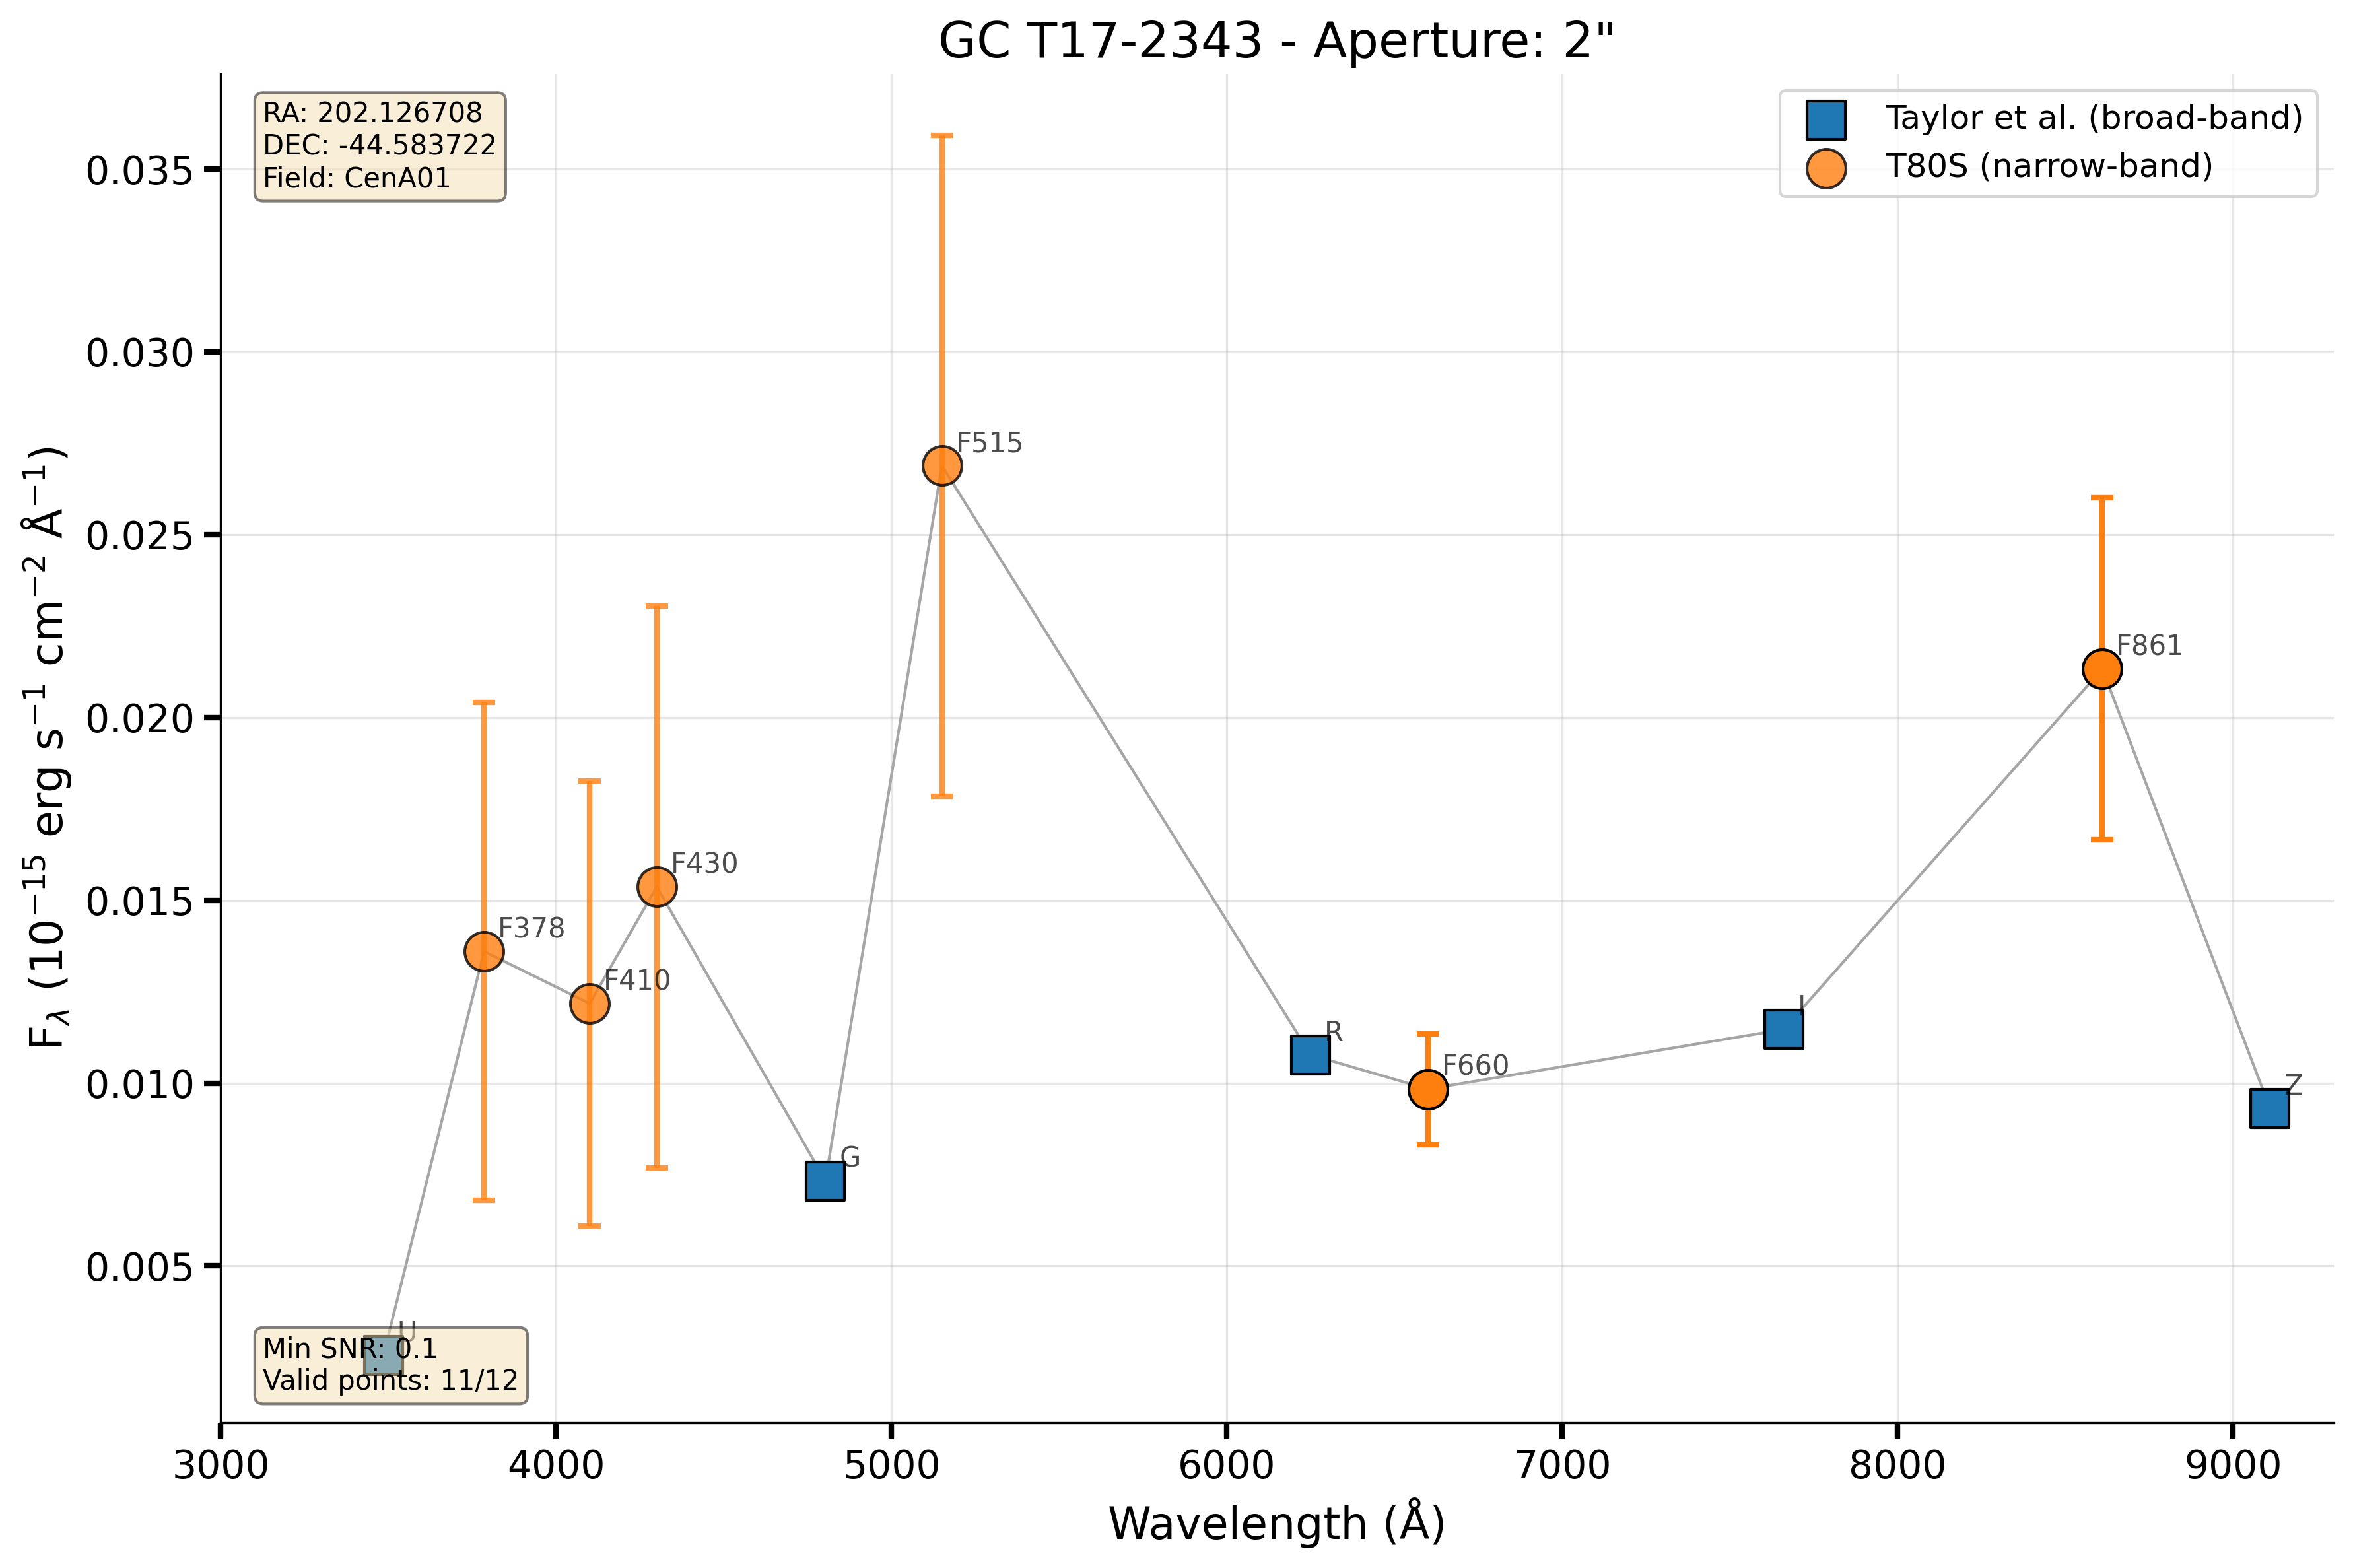 GC T17-2343 - Aperture: 2"
RA: 202.126708
DEC: -44.583722
Field: CenA01
Taylor et al. (broad-band)
T80S (narrow-band)
F_λ (10⁻¹⁵ erg s⁻¹ cm⁻² Å⁻¹)
0.035
0.030
0.025
0.020
0.015
0.010
0.005
F515
F861
F430
F378
F410
I
R
F660
Z
G
U
Min SNR: 0.1
Valid points: 11/12
3000
4000
5000
6000
7000
8000
9000
Wavelength (Å)